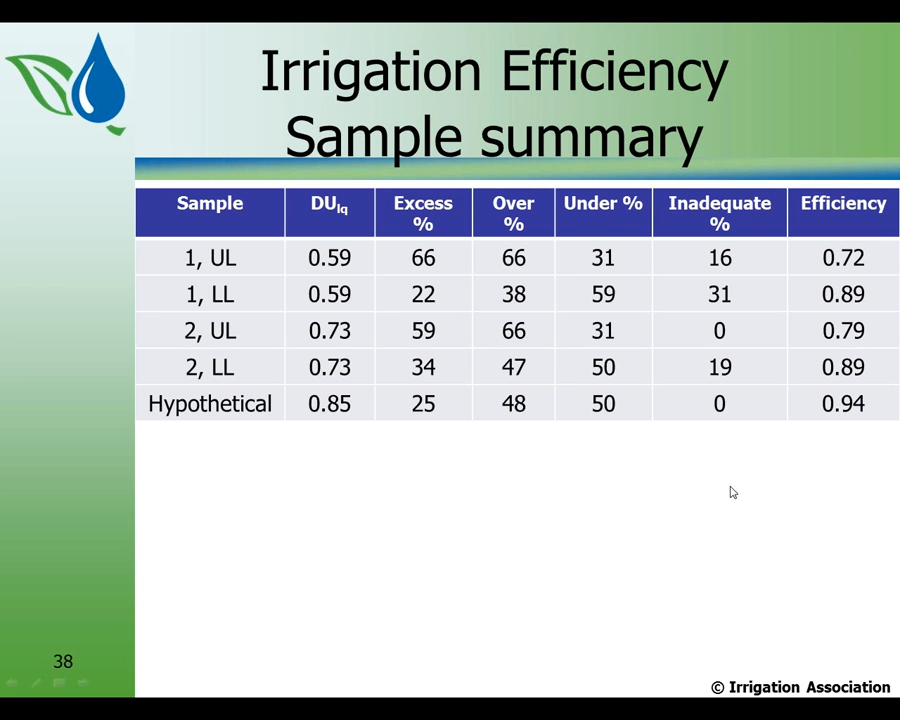 Irrigation Efficiency
Sample summary
Sample DUlq Excess % Over % Under % Inadequate % Efficiency
1, UL 0.59 66 66 31 16 0.72
1, LL 0.59 22 38 59 31 0.89
2, UL 0.73 59 66 31 0 0.79
2, LL 0.73 34 47 50 19 0.89
Hypothetical 0.85 25 48 50 0 0.94
38
© Irrigation Association